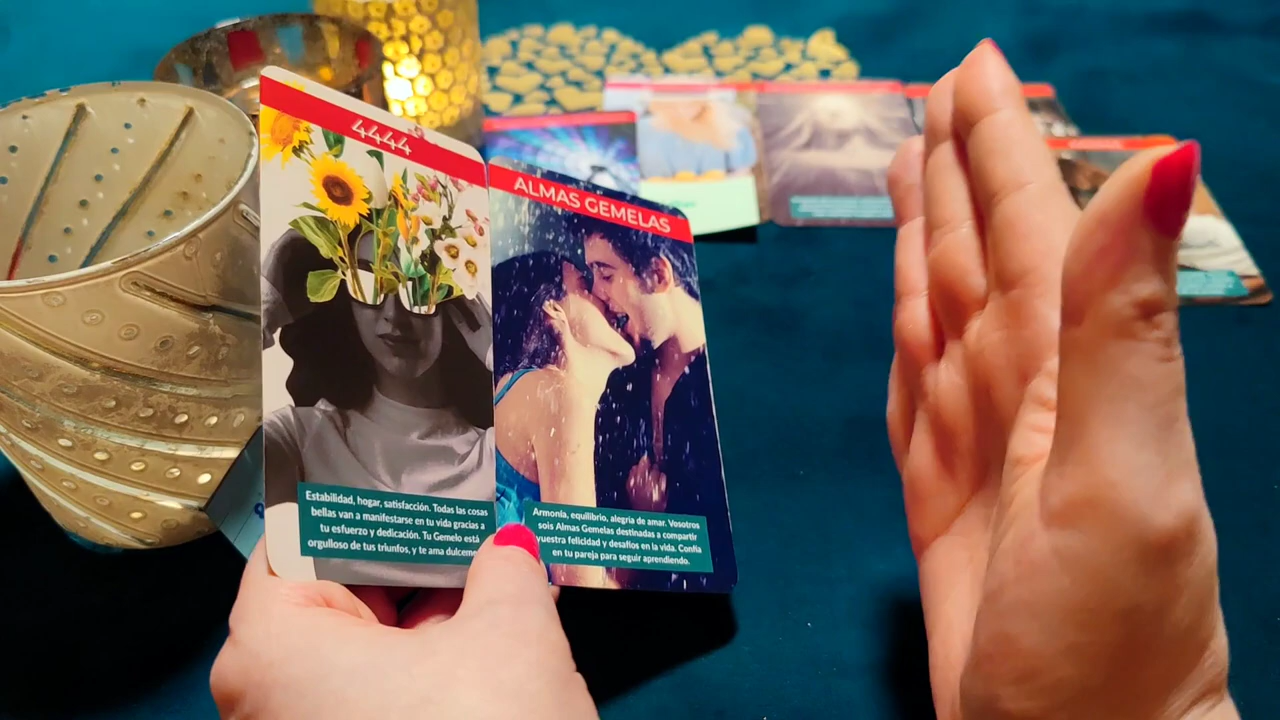 4444
Estabilidad, hogar, satisfacción. Todas las cosas
bellas van a manifestarse en tu vida gracias a
tu esfuerzo y dedicación. Tu Gemelo está
orgulloso de tus triunfos, y te ama
ALMAS GEMELAS
Armonía, equilibrio, alegría de amar. Vosotros
sois Almas Gemelas destinadas a compartir
vuestra felicidad y desafíos en la vida. Confía
en tu pareja para seguir aprendiendo.